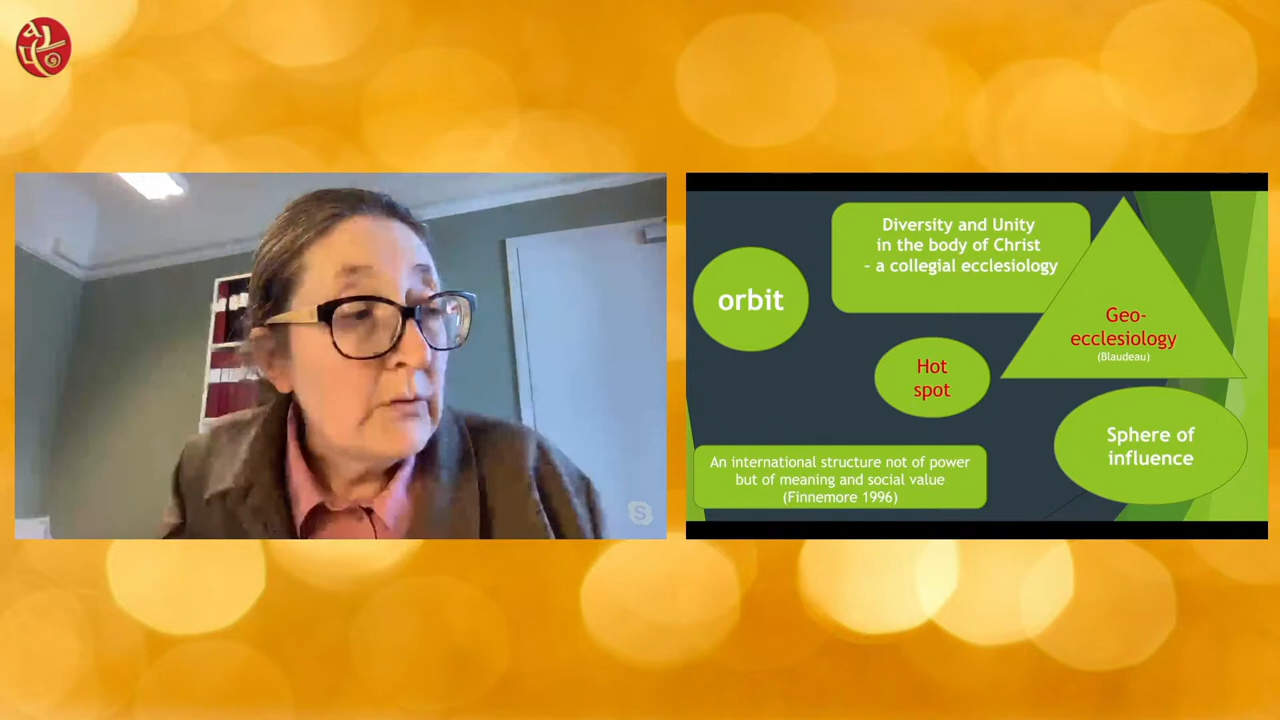 Diversity and Unity
in the body of Christ
- a collegial ecclesiology
orbit
Geo-
ecclesiology
(Blaudeau)
Hot
spot
Sphere of
influence
An international structure not of power
but of meaning and social value
(Finnemore 1996)